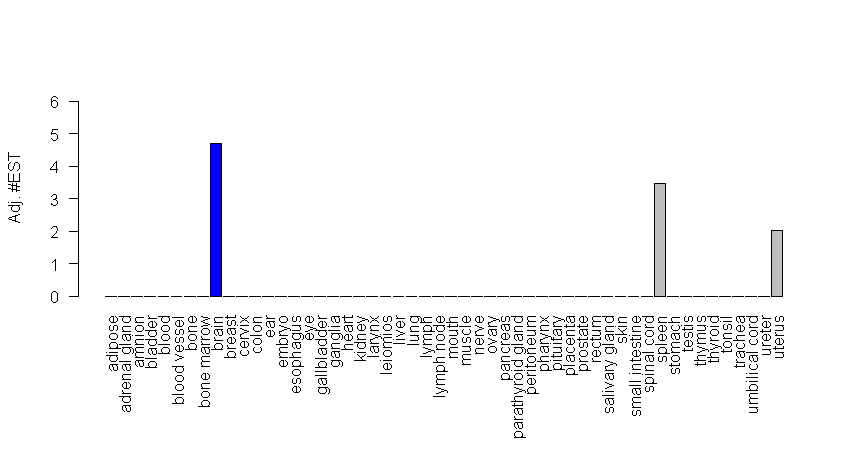 Adj. #EST
6
5
4
3
2
1
0
adipose
adrenal gland
amnion
bladder
blood
blood vessel
bone
bone marrow
brain
breast
cervix
colon
ear
embryo
esophagus
eye
gallbladder
ganglia
heart
kidney
larynx
leiomios
liver
lung
lymph
lymph node
mouth
muscle
nerve
ovary
pancreas
parathyroid gland
peritoneum
pharynx
pituitary
placenta
prostate
rectum
salivary gland
skin
small intestine
spinal cord
spleen
stomach
testis
thymus
thyroid
tonsil
trachea
umbilical cord
ureter
uterus